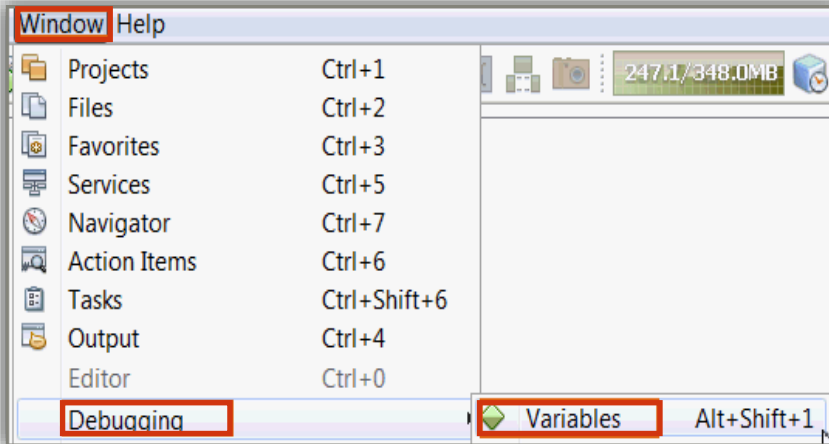 Window Help
Projects Ctrl+1
247.1/348.0MB
Files Ctrl+2
Favorites Ctrl+3
Services Ctrl+5
Navigator Ctrl+7
Action Items Ctrl+6
Tasks Ctrl+Shift+6
Output Ctrl+4
Editor Ctrl+0
Debugging
Variables Alt+Shift+1